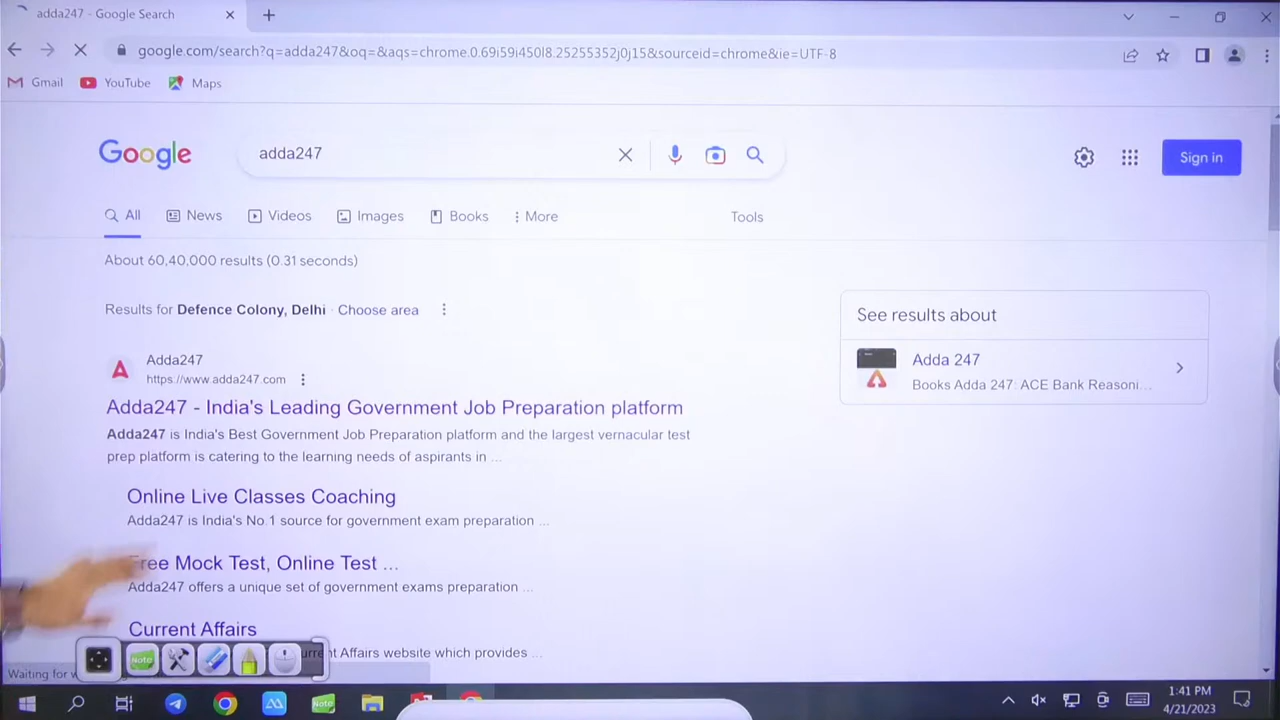 adda247 - Google Search
google.com/search?q=adda247&oq=&aqs=chrome.0.69i59i450l8.25255352j0j15&sourceid=chrome&ie=UTF-8
Gmail YouTube Maps
Google adda247 Sign in
All News Videos Images Books More Tools
About 60,40,000 results (0.31 seconds)
Results for Defence Colony, Delhi · Choose area
See results about
Adda 247
Books Adda 247: ACE Bank Reasoni...
Adda247
https://www.adda247.com
Adda247 - India's Leading Government Job Preparation platform
Adda247 is India's Best Government Job Preparation platform and the largest vernacular test
prep platform is catering to the learning needs of aspirants in ...
Online Live Classes Coaching
Adda247 is India's No.1 source for government exam preparation ...
Free Mock Test, Online Test ...
Adda247 offers a unique set of government exams preparation ...
Current Affairs
Affairs website which provides ...
Note
Waiting for
Note
1:41 PM
4/21/2023